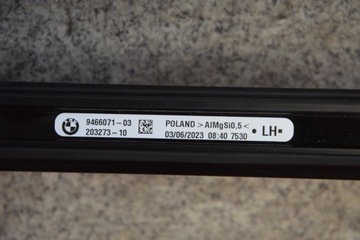 9466071-03
203273-10
POLAND >AlMgSi0,5<
03/06/2023 08:40 7530
• LH▪